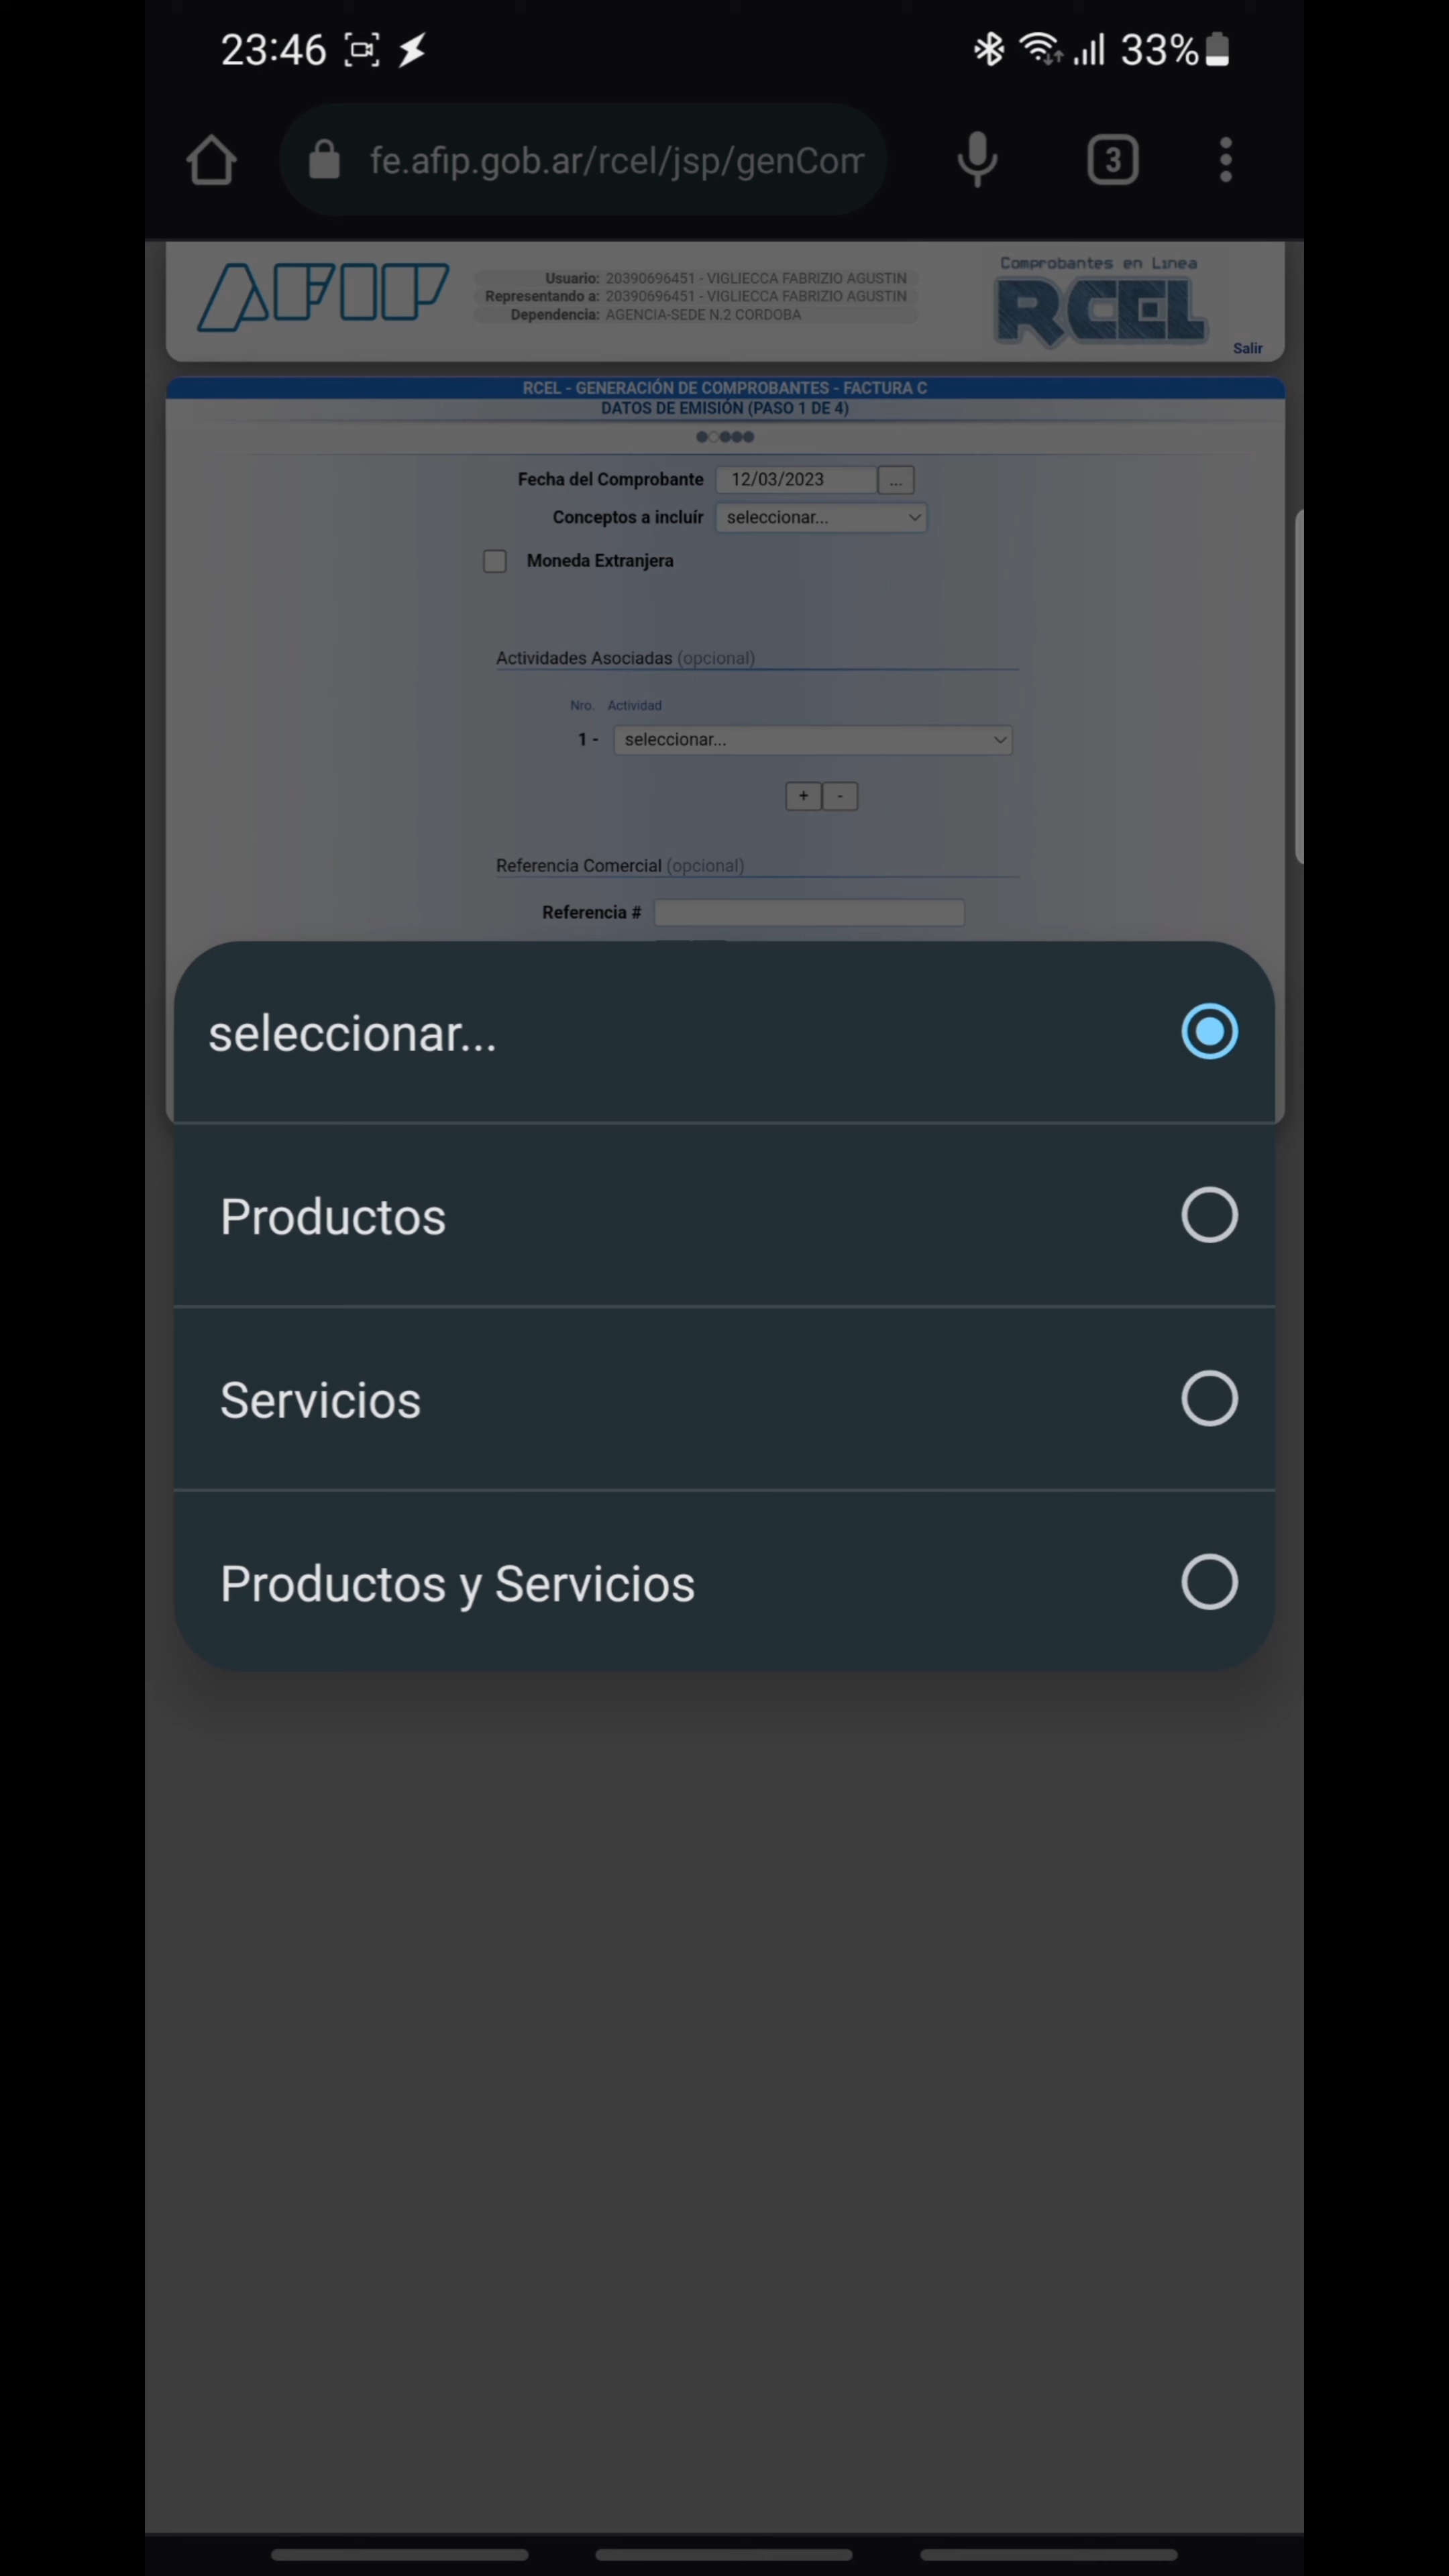 23:46
33%
fe.afip.gob.ar/rcel/jsp/genCom
3
AFIP
Usuario: 20390696451 - VIGLIECCA FABRIZIO AGUSTIN
Representando a: 20390696451 - VIGLIECCA FABRIZIO AGUSTIN
Dependencia: AGENCIA-SEDE N.2 CORDOBA
Comprobantes en Línea
RCEL
Salir
RCEL - GENERACIÓN DE COMPROBANTES - FACTURA C
DATOS DE EMISIÓN (PASO 1 DE 4)
Fecha del Comprobante 12/03/2023 ...
Conceptos a incluír seleccionar...
Moneda Extranjera
Actividades Asociadas (opcional)
Nro. Actividad
1 - seleccionar...
+ -
Referencia Comercial (opcional)
Referencia #
seleccionar...
Productos
Servicios
Productos y Servicios